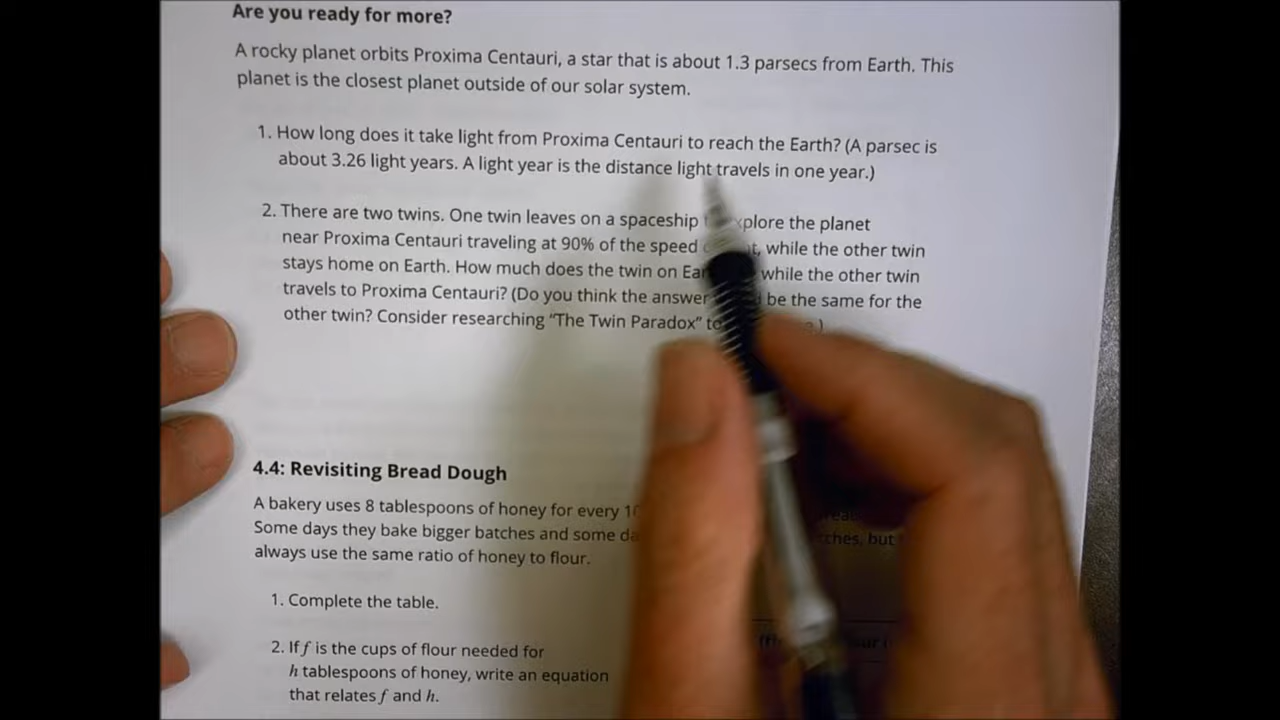 Are you ready for more?
A rocky planet orbits Proxima Centauri, a star that is about 1.3 parsecs from Earth. This
planet is the closest planet outside of our solar system.
1. How long does it take light from Proxima Centauri to reach the Earth? (A parsec is
about 3.26 light years. A light year is the distance light travels in one year.)
2. There are two twins. One twin leaves on a spaceship the planet
near Proxima Centauri traveling at 90% of the speed while the other twin
stays home on Earth. How much does the twin on while the other twin
travels to Proxima Centauri? (Do you think the answer be the same for the
other twin? Consider researching “The Twin Paradox”
4.4: Revisiting Bread Dough
A bakery uses 8 tablespoons of honey for every
Some days they bake bigger batches and some but
always use the same ratio of honey to flour.
1. Complete the table.
2. If f is the cups of flour needed for
h tablespoons of honey, write an equation
that relates f and h.